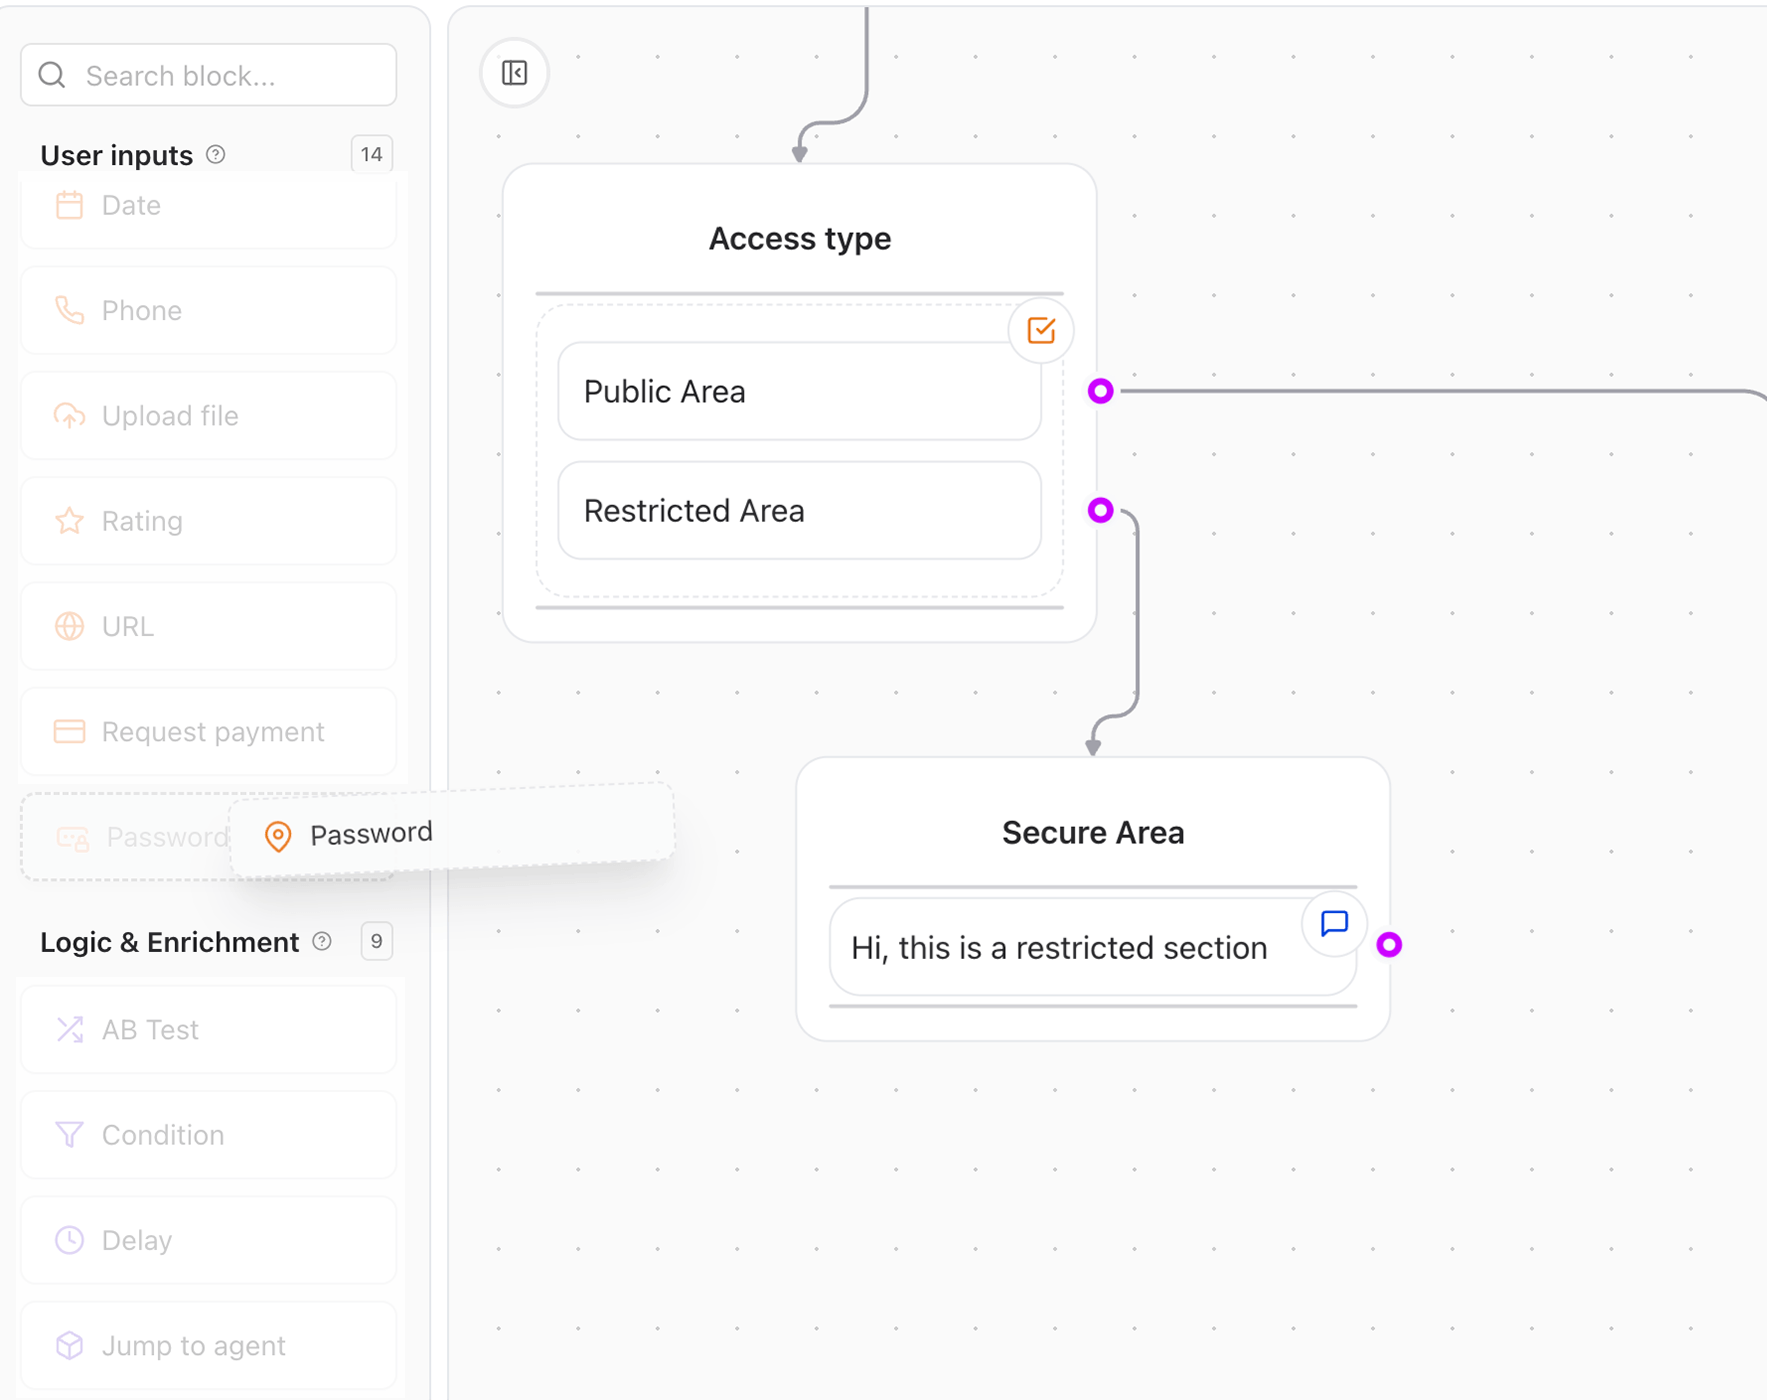 Search block...
User inputs
14
Date
Phone
Upload file
Rating
URL
Request payment
Password
Password
Logic & Enrichment
9
AB Test
Condition
Delay
Jump to agent
Access type
Public Area
Restricted Area
Secure Area
Hi, this is a restricted section